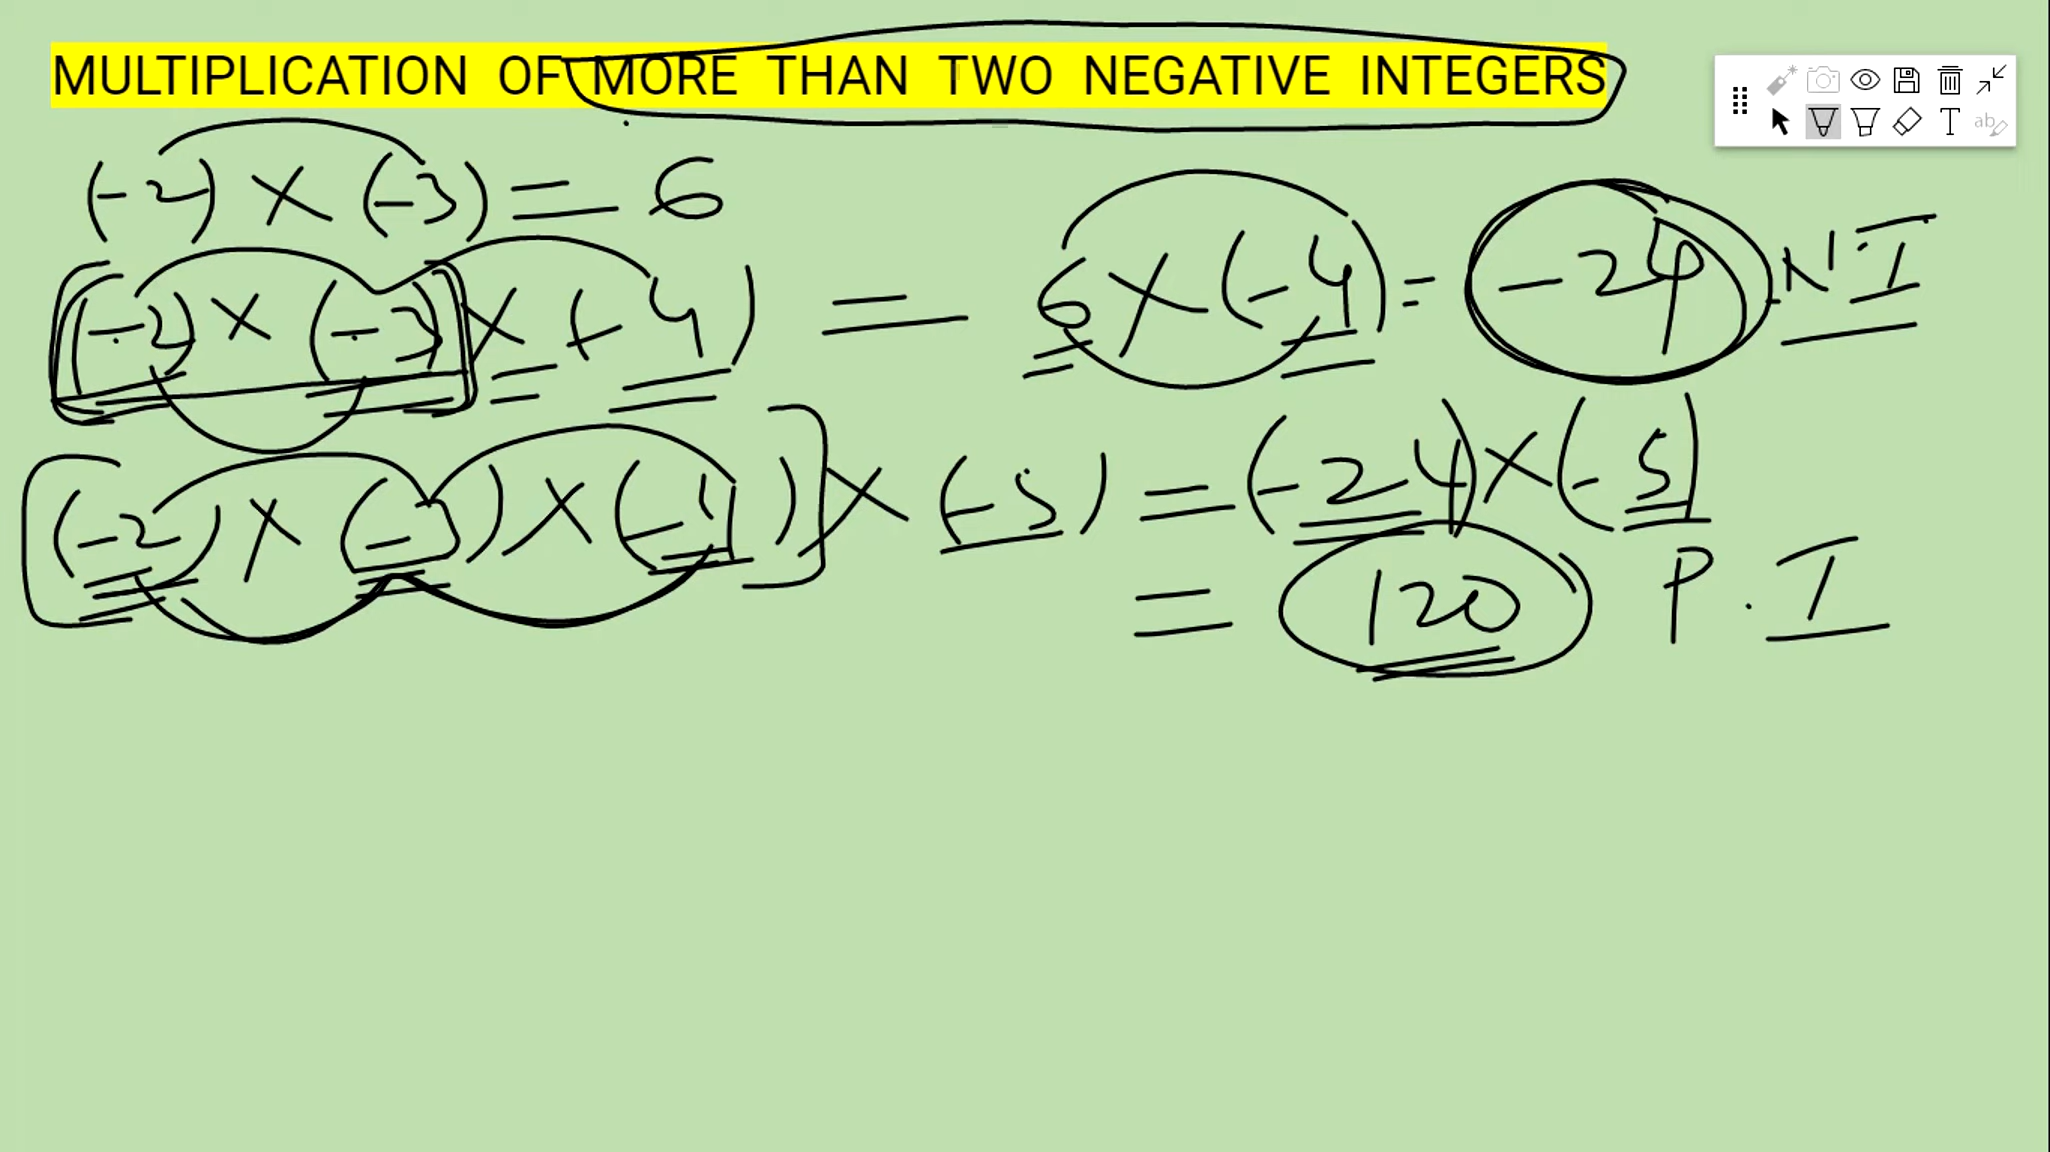 MULTIPLICATION OF MORE THAN TWO NEGATIVE INTEGERS
(-2) × (-3) = 6
[(-2) × (-3)] × (-4) = 6 × (-4) = -24 N.I
[(-2) × (-3) × (-4)] × (-5) = (-24) × (-5)
= 120 P.I
T
ab